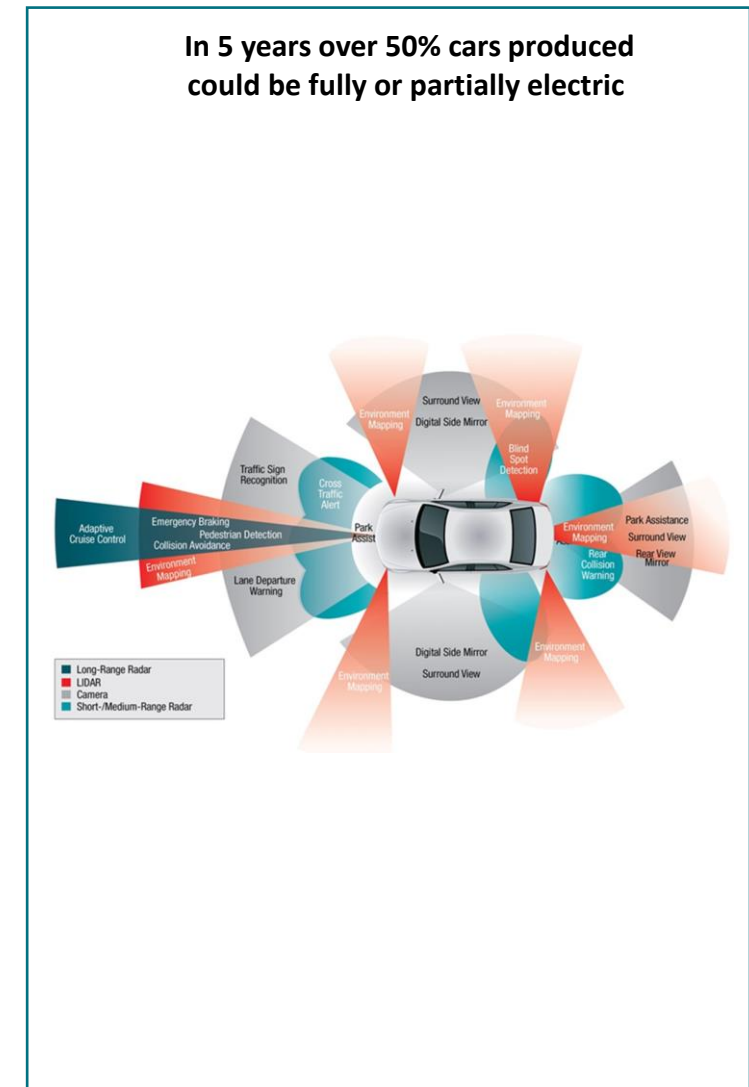 In 5 years over 50% cars produced
could be fully or partially electric
Environment
Mapping
Surround View
Digital Side Mirror
Environment
Mapping
Blind
Spot
Detection
Traffic Sign
Recognition
Cross
Traffic
Alert
Adaptive
Cruise Control
Emergency Braking
Pedestrian Detection
Collision Avoidance
Environment
Mapping
Park
Assist
Lane Departure
Warning
Environment
Mapping
Rear
Collision
Warning
Park Assistance
Surround View
Rear View
Mirror
Environment
Mapping
Digital Side Mirror
Surround View
Environment
Mapping
Long-Range Radar
LIDAR
Camera
Short-/Medium-Range Radar